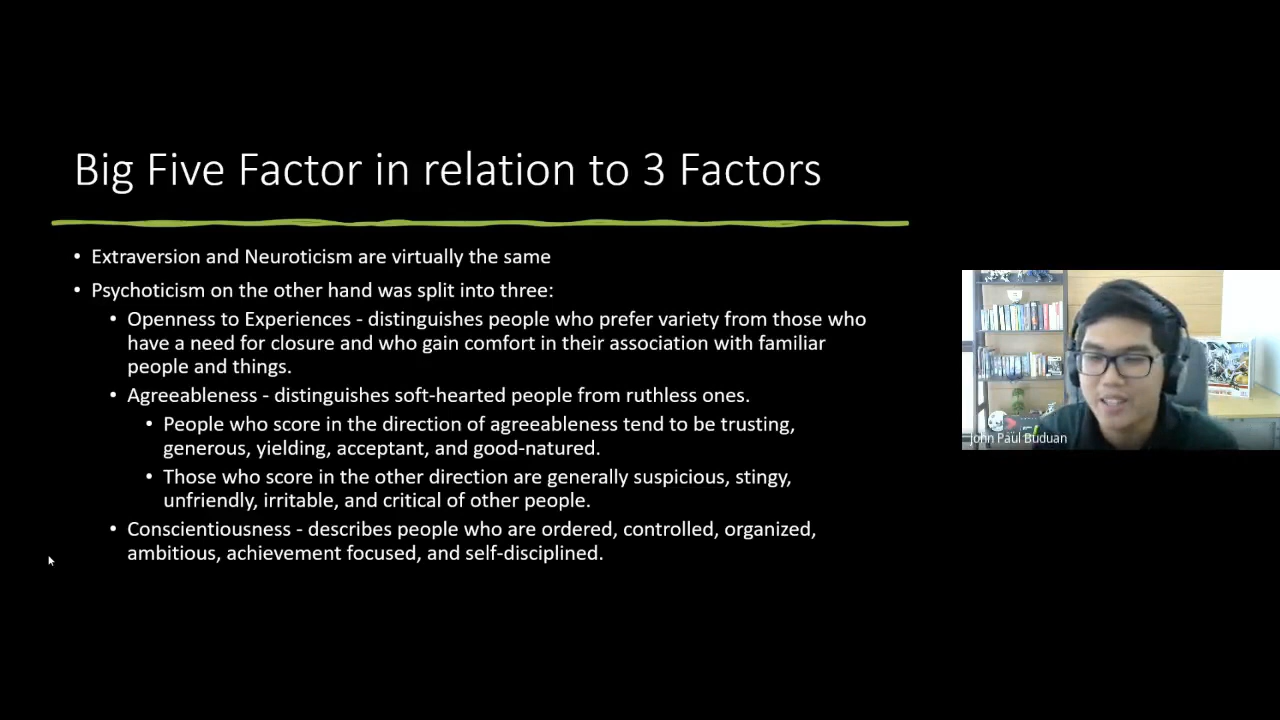 Big Five Factor in relation to 3 Factors
• Extraversion and Neuroticism are virtually the same
• Psychoticism on the other hand was split into three:
• Openness to Experiences - distinguishes people who prefer variety from those who
have a need for closure and who gain comfort in their association with familiar
people and things.
• Agreeableness - distinguishes soft-hearted people from ruthless ones.
• People who score in the direction of agreeableness tend to be trusting,
generous, yielding, acceptant, and good-natured.
• Those who score in the other direction are generally suspicious, stingy,
unfriendly, irritable, and critical of other people.
• Conscientiousness - describes people who are ordered, controlled, organized,
ambitious, achievement focused, and self-disciplined.
John Paul Buduan